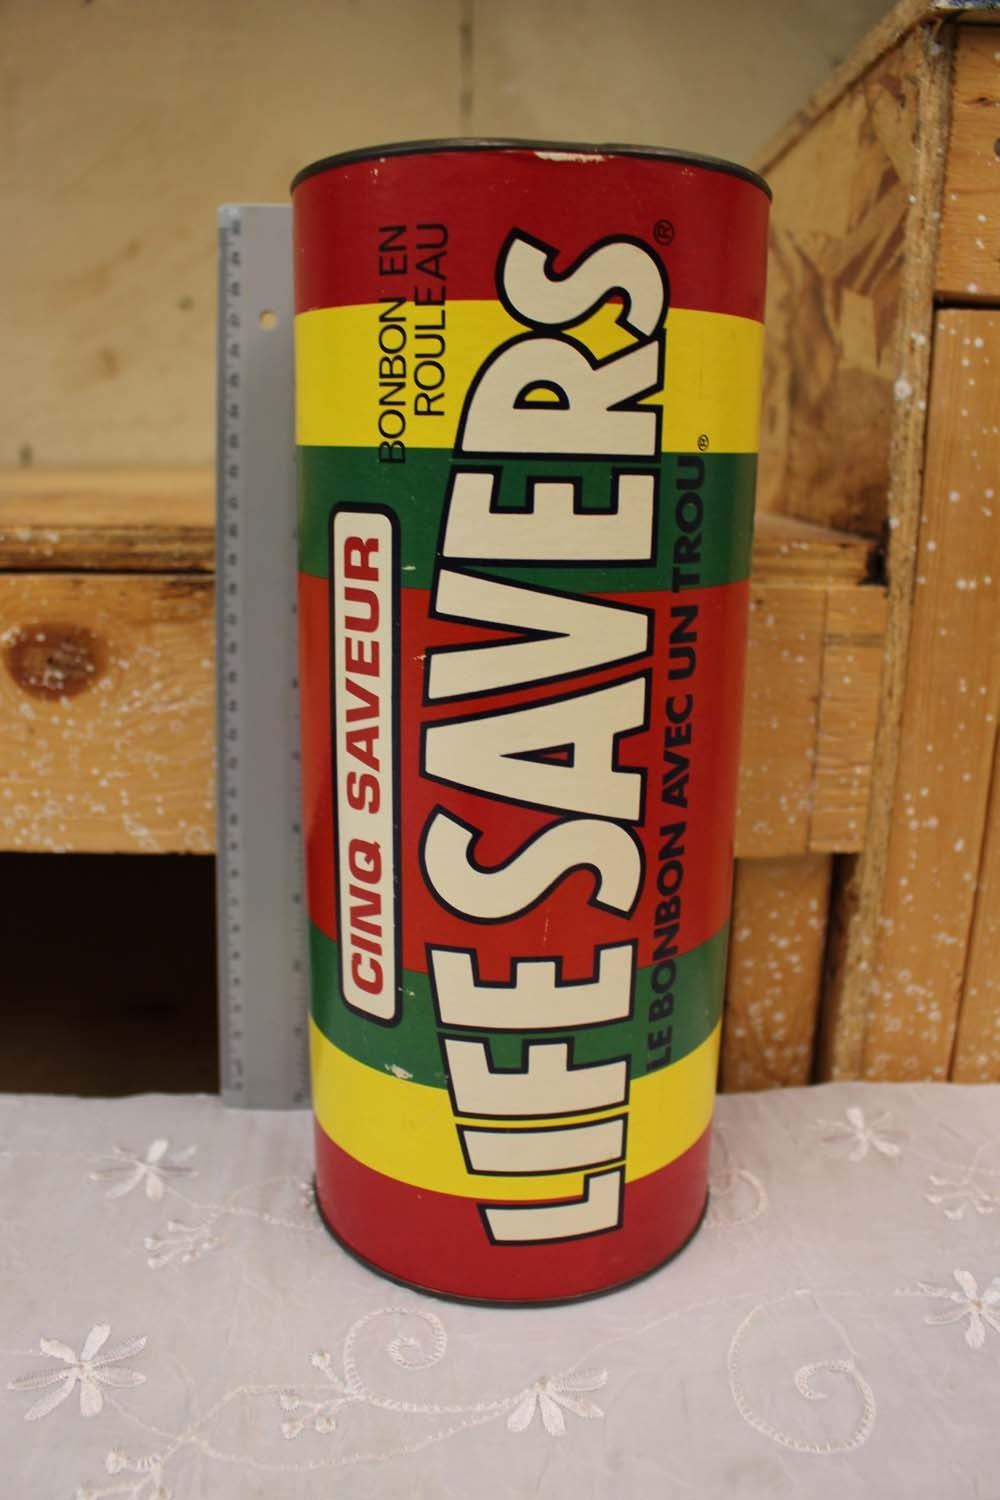 BONBON EN
ROULEAU
CINQ SAVEUR
LIFE SAVERS®
LE BONBON AVEC UN TROU®